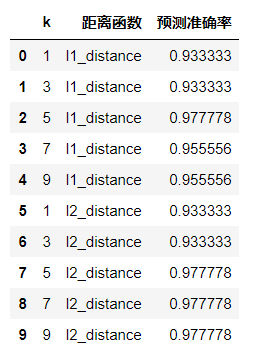 k 距离函数 预测准确率
0 1 l1_distance 0.933333
1 3 l1_distance 0.933333
2 5 l1_distance 0.977778
3 7 l1_distance 0.955556
4 9 l1_distance 0.955556
5 1 l2_distance 0.933333
6 3 l2_distance 0.933333
7 5 l2_distance 0.977778
8 7 l2_distance 0.977778
9 9 l2_distance 0.977778